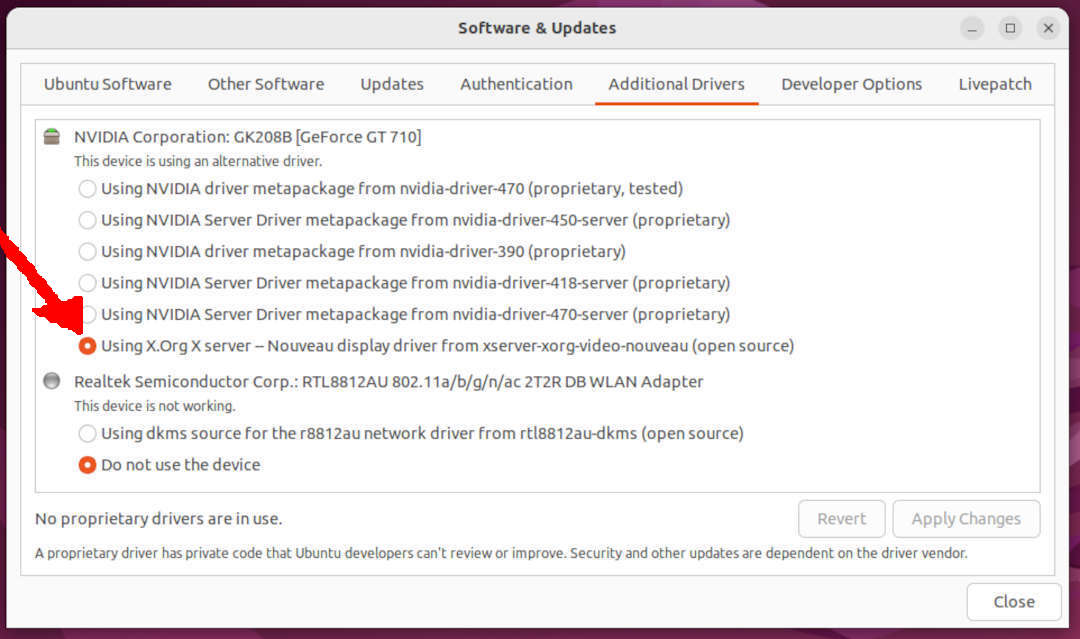 Software & Updates
Ubuntu Software Other Software Updates Authentication Additional Drivers Developer Options Livepatch
NVIDIA Corporation: GK208B [GeForce GT 710]
This device is using an alternative driver.
Using NVIDIA driver metapackage from nvidia-driver-470 (proprietary, tested)
Using NVIDIA Server Driver metapackage from nvidia-driver-450-server (proprietary)
Using NVIDIA driver metapackage from nvidia-driver-390 (proprietary)
Using NVIDIA Server Driver metapackage from nvidia-driver-418-server (proprietary)
Using NVIDIA Server Driver metapackage from nvidia-driver-470-server (proprietary)
Using X.Org X server – Nouveau display driver from xserver-xorg-video-nouveau (open source)
Realtek Semiconductor Corp.: RTL8812AU 802.11a/b/g/n/ac 2T2R DB WLAN Adapter
This device is not working.
Using dkms source for the r8812au network driver from rtl8812au-dkms (open source)
Do not use the device
No proprietary drivers are in use.
Revert Apply Changes
A proprietary driver has private code that Ubuntu developers can't review or improve. Security and other updates are dependent on the driver vendor.
Close